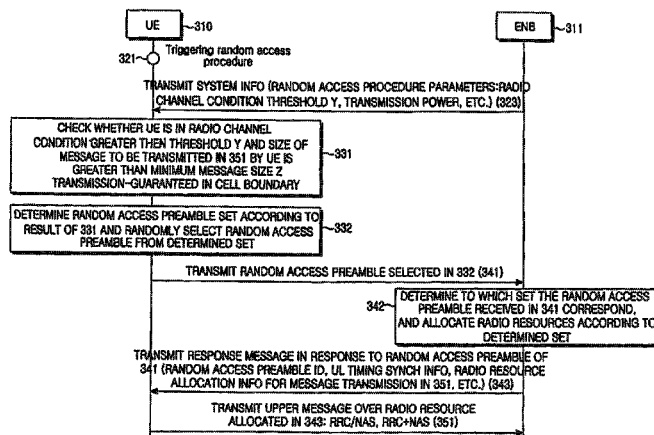 UE
310
ENB
311
321
Triggering random access
procedure
TRANSMIT SYSTEM INFO (RANDOM ACCESS PROCEDURE PARAMETERS:RADIO
CHANNEL CONDITION THRESHOLD Y, TRANSMISSION POWER, ETC.) (323)
CHECK WHETHER UE IS IN RADIO CHANNEL
CONDITION GREATER THEN THRESHOLD Y AND SIZE OF
MESSAGE TO BE TRANSMITTED IN 351 BY UE IS
GREATER THAN MINIMUM MESSAGE SIZE Z
TRANSMISSION-GUARANTEED IN CELL BOUNDARY
331
DETERMINE RANDOM ACCESS PREAMBLE SET ACCORDING TO
RESULT OF 331 AND RANDOMLY SELECT RANDOM ACCESS
PREAMBLE FROM DETERMINED SET
332
TRANSMIT RANDOM ACCESS PREAMBLE SELECTED IN 332 (341)
342
DETERMINE TO WHICH SET THE RANDOM ACCESS
PREAMBLE RECEIVED IN 341 CORRESPOND,
AND ALLOCATE RADIO RESOURCES ACCORDING TO
DETERMINED SET
TRANSMIT RESPONSE MESSAGE IN RESPONSE TO RANDOM ACCESS PREAMBLE OF
341 (RANDOM ACCESS PREAMBLE ID, UL TIMING SYNCH INFO, RADIO RESOURCE
ALLOCATION INFO FOR MESSAGE TRANSMISSION IN 351, ETC.) (343)
TRANSMIT UPPER MESSAGE OVER RADIO RESOURCE
ALLOCATED IN 343: RRC/NAS, RRC+NAS (351)